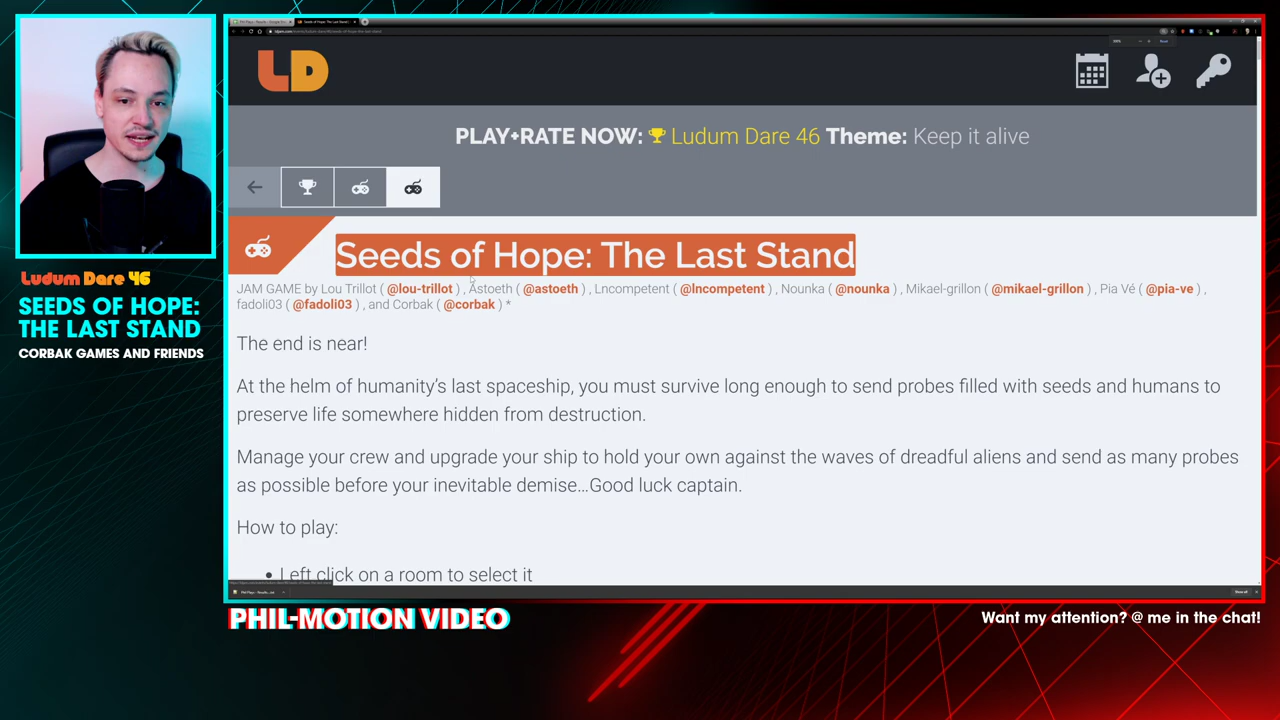 LD
PLAY+RATE NOW: Ludum Dare 46 Theme: Keep it alive
Seeds of Hope: The Last Stand
JAM GAME by Lou Trillot ( @lou-trillot ) , Astoeth ( @astoeth ) , Lncompetent ( @lncompetent ) , Nounka ( @nounka ) , Mikael-grillon ( @mikael-grillon ) , Pia Vé ( @pia-ve ) ,
fadoli03 ( @fadoli03 ) , and Corbak ( @corbak ) *
The end is near!
At the helm of humanity's last spaceship, you must survive long enough to send probes filled with seeds and humans to
preserve life somewhere hidden from destruction.
Manage your crew and upgrade your ship to hold your own against the waves of dreadful aliens and send as many probes
as possible before your inevitable demise...Good luck captain.
How to play:
• Left click on a room to select it
Ludum Dare 46
SEEDS OF HOPE:
THE LAST STAND
CORBAK GAMES AND FRIENDS
PHIL-MOTION VIDEO
Want my attention? @ me in the chat!